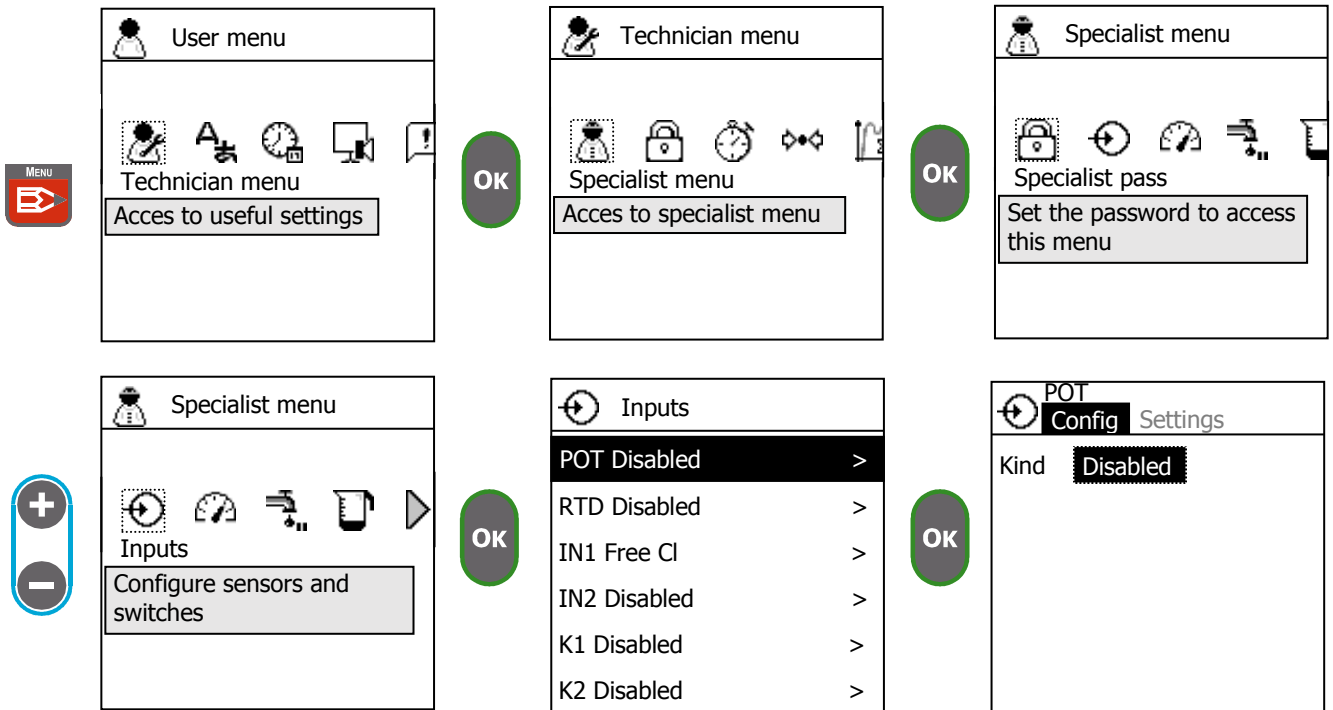 User menu
Technician menu
Acces to useful settings
MENU
OK
Technician menu
Specialist menu
Acces to specialist menu
OK
Specialist menu
Specialist pass
Set the password to access
this menu
Specialist menu
Inputs
Configure sensors and
switches
OK
Inputs
POT Disabled >
RTD Disabled >
IN1 Free Cl >
IN2 Disabled >
K1 Disabled >
K2 Disabled >
OK
POT
Config Settings
Kind Disabled